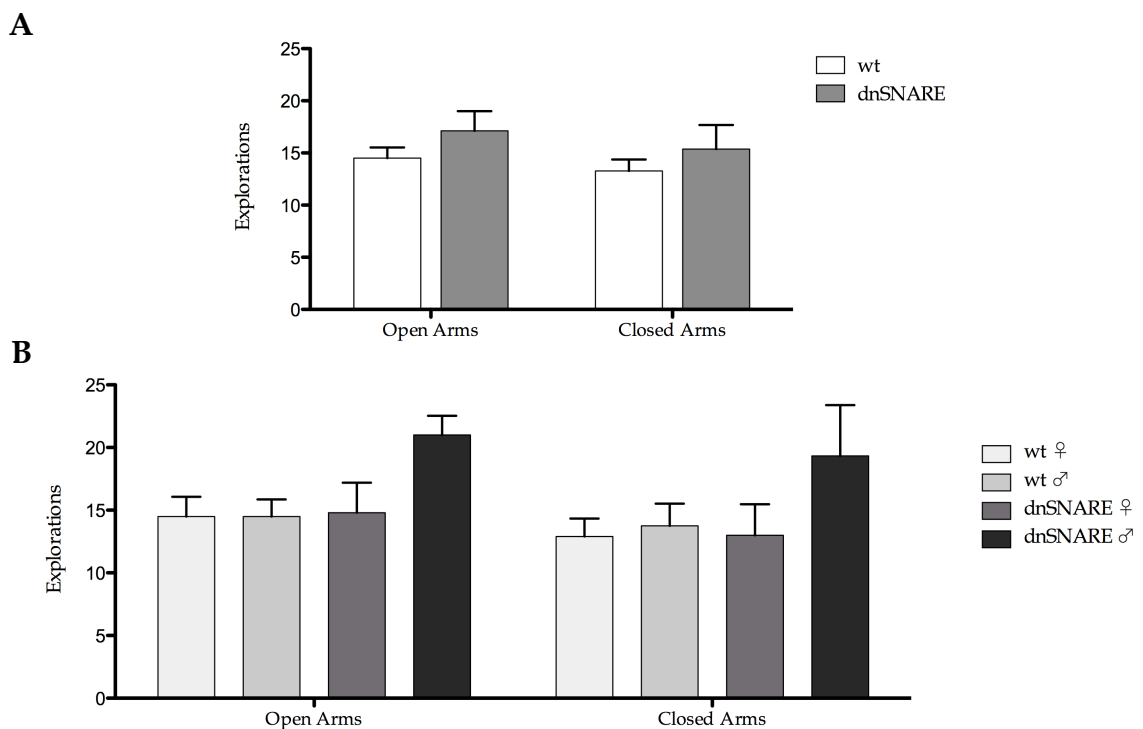 A
25
20
15
10
5
0
Explorations
Open Arms
Closed Arms
wt
dnSNARE
B
25
20
15
10
5
0
Explorations
Open Arms
Closed Arms
wt ♀
wt ♂
dnSNARE ♀
dnSNARE ♂